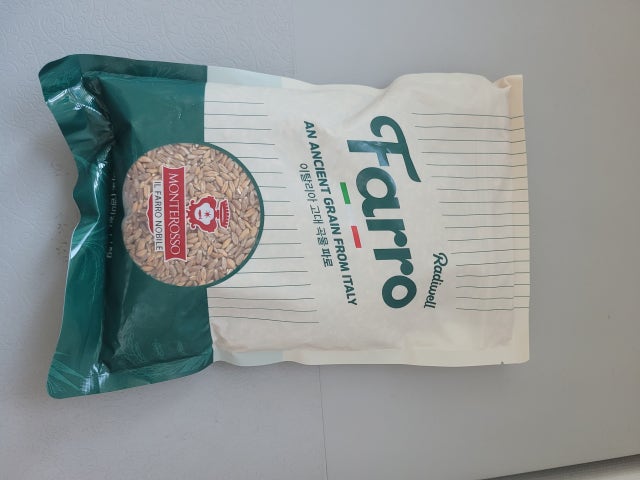 Radiwell
Farro
AN ANCIENT GRAIN FROM ITALY
이탈리아 고대 곡물 파로
MONTEROSSO
IL FARRO NOBILE